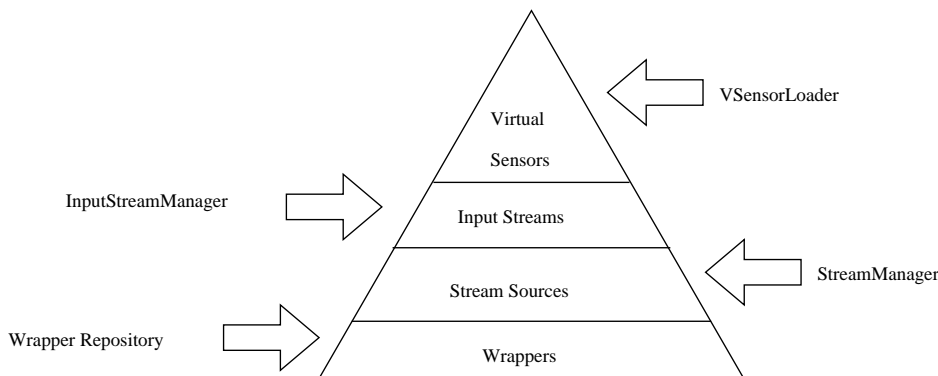 Virtual
Sensors
VSensorLoader
InputStreamManager
Input Streams
StreamManager
Stream Sources
Wrapper Repository
Wrappers